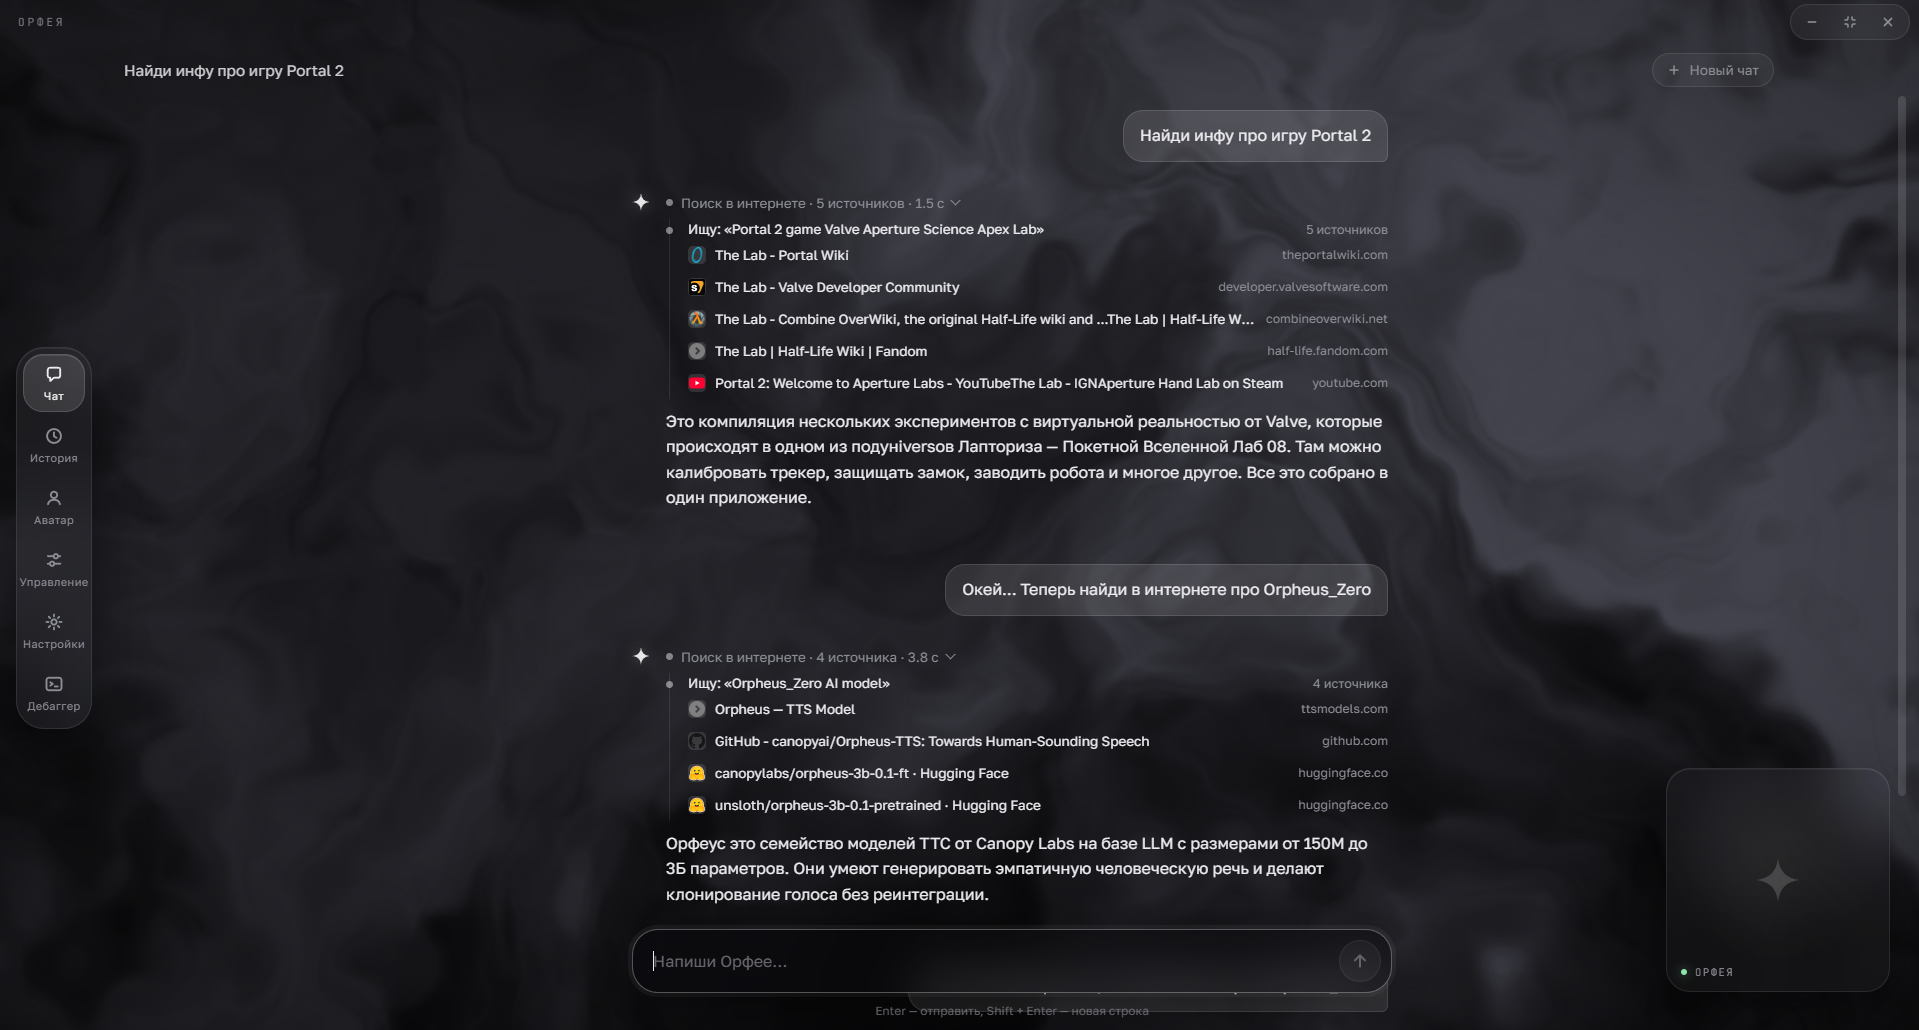 ОРФЕЯ
Найди инфу про игру Portal 2
+ Новый чат
Найди инфу про игру Portal 2
Поиск в интернете · 5 источников · 1.5 с
Ищу: «Portal 2 game Valve Aperture Science Apex Lab» 5 источников
The Lab - Portal Wiki theportalwiki.com
The Lab - Valve Developer Community developer.valvesoftware.com
The Lab - Combine OverWiki, the original Half-Life wiki and ...The Lab | Half-Life W... combineoverwiki.net
The Lab | Half-Life Wiki | Fandom half-life.fandom.com
Portal 2: Welcome to Aperture Labs - YouTubeThe Lab - IGNAperture Hand Lab on Steam youtube.com
Это компиляция нескольких экспериментов с виртуальной реальностью от Valve, которые
происходят в одном из подуниversов Лапториза — Покетной Вселенной Лаб 08. Там можно
калибровать трекер, защищать замок, заводить робота и многое другое. Все это собрано в
один приложение.
Окей... Теперь найди в интернете про Orpheus_Zero
Поиск в интернете · 4 источника · 3.8 с
Ищу: «Orpheus_Zero AI model» 4 источника
Orpheus — TTS Model ttsmodels.com
GitHub - canopyai/Orpheus-TTS: Towards Human-Sounding Speech github.com
canopylabs/orpheus-3b-0.1-ft · Hugging Face huggingface.co
unsloth/orpheus-3b-0.1-pretrained · Hugging Face huggingface.co
Орфеус это семейство моделей ТТС от Canopy Labs на базе LLM с размерами от 150М до
3Б параметров. Они умеют генерировать эмпатичную человеческую речь и делают
клонирование голоса без реинтеграции.
Напиши Орфее...
Enter — отправить, Shift + Enter — новая строка
Чат
История
Аватар
Управление
Настройки
Дебаггер
ОРФЕЯ